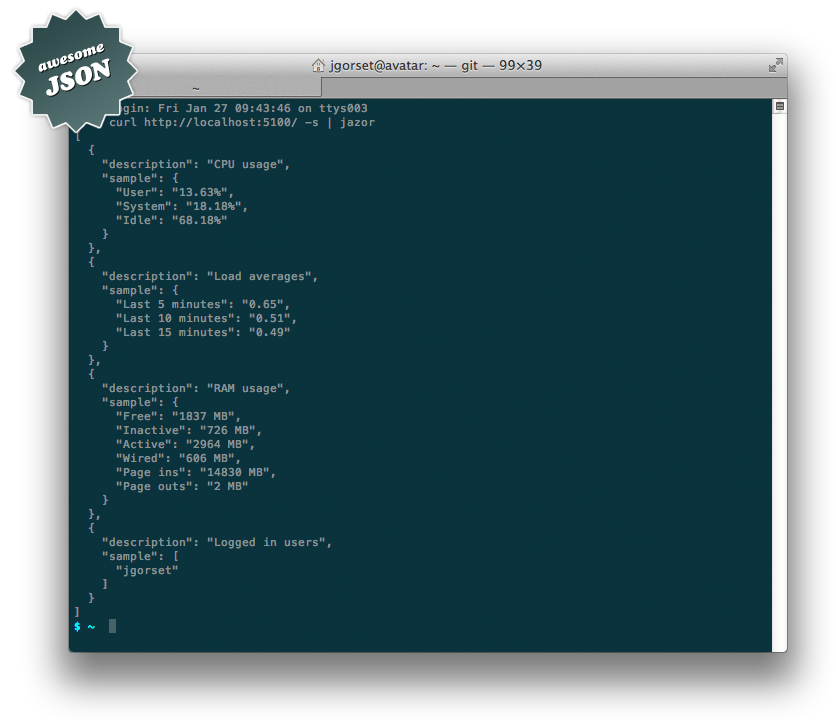 awesome
JSON
jgorset@avatar: ~ — git — 99×39
~
ogin: Fri Jan 27 09:43:46 on ttys003
curl http://localhost:5100/ -s | jazor
[
  {
    "description": "CPU usage",
    "sample": {
      "User": "13.63%",
      "System": "18.18%",
      "Idle": "68.18%"
    }
  },
  {
    "description": "Load averages",
    "sample": {
      "Last 5 minutes": "0.65",
      "Last 10 minutes": "0.51",
      "Last 15 minutes": "0.49"
    }
  },
  {
    "description": "RAM usage",
    "sample": {
      "Free": "1837 MB",
      "Inactive": "726 MB",
      "Active": "2964 MB",
      "Wired": "606 MB",
      "Page ins": "14830 MB",
      "Page outs": "2 MB"
    }
  },
  {
    "description": "Logged in users",
    "sample": [
      "jgorset"
    ]
  }
]
$ ~